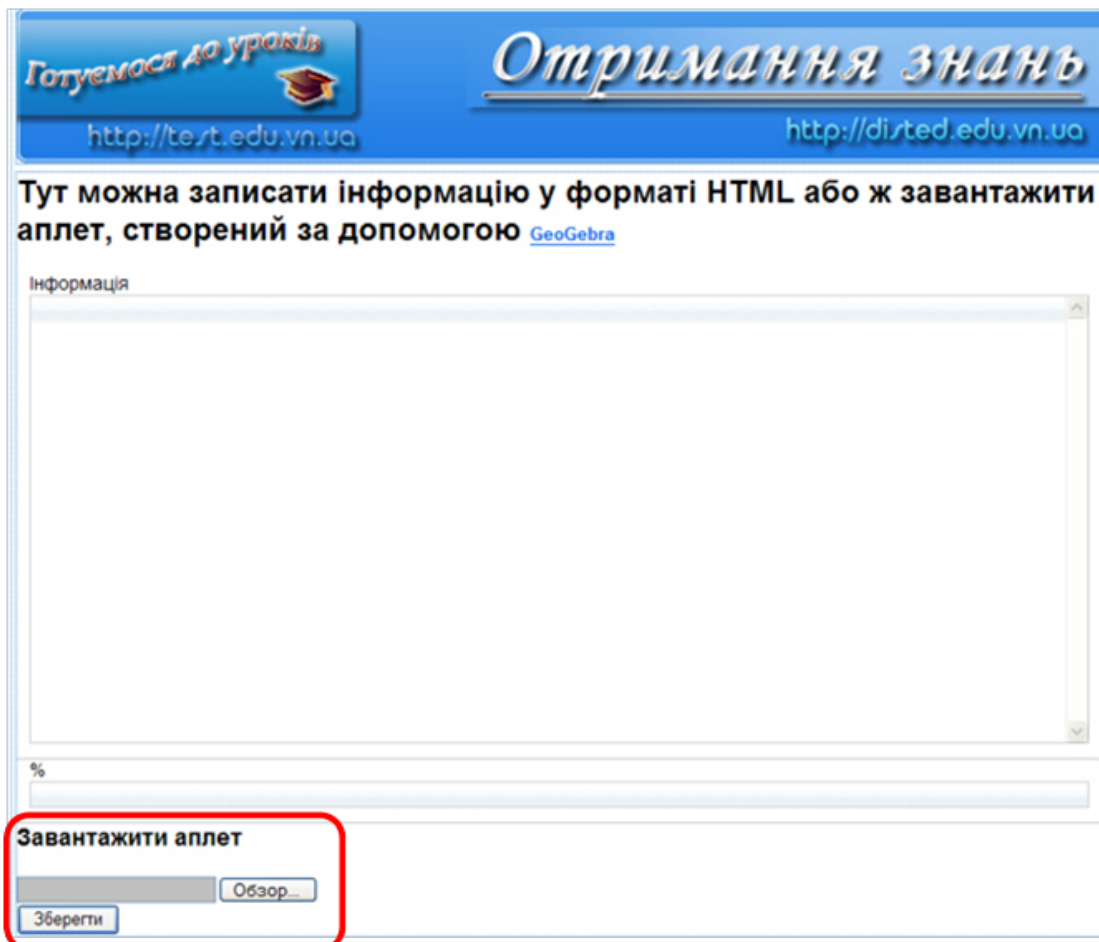 Готуємося до уроків
http://test.edu.vn.ua
Отримання знань
http://disted.edu.vn.ua
Тут можна записати інформацію у форматі HTML або ж завантажити
аплет, створений за допомогою GeoGebra
Інформація
%
Завантажити аплет
Обзор...
Зберегти